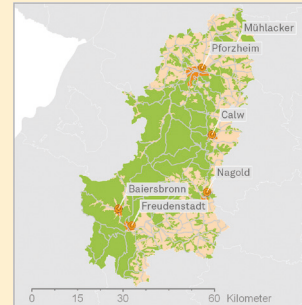 Mühlacker
Pforzheim
Calw
Nagold
Baiersbronn
Freudenstadt
0 15 30 60 Kilometer